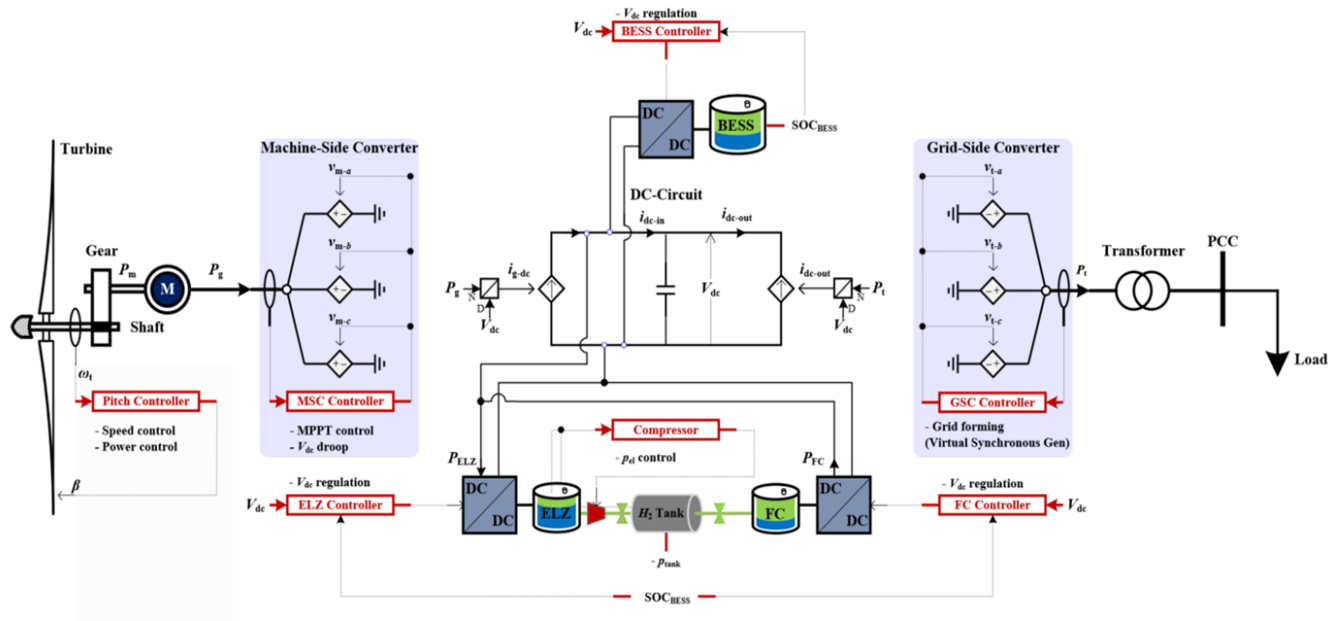 - Vdc regulation
Vdc
BESS Controller
DC
DC
BESS
SOCBESS
Turbine
Machine-Side Converter
vm-a
vm-b
vm-c
MSC Controller
- MPPT control
- Vdc droop
Gear
Pm
M
Pg
Shaft
ωt
Pitch Controller
- Speed control
- Power control
β
DC-Circuit
idc-in
idc-out
Pg
N
D
Vdc
ig-dc
Vdc
idc-out
N
D
Pt
Vdc
Grid-Side Converter
vt-a
vt-b
vt-c
Pt
GSC Controller
- Grid forming
(Virtual Synchronous Gen)
Transformer
PCC
Load
Compressor
- pel control
PELZ
PFC
- Vdc regulation
Vdc
ELZ Controller
DC
DC
ELZ
H2 Tank
- ptank
FC
DC
DC
- Vdc regulation
FC Controller
Vdc
SOCBESS